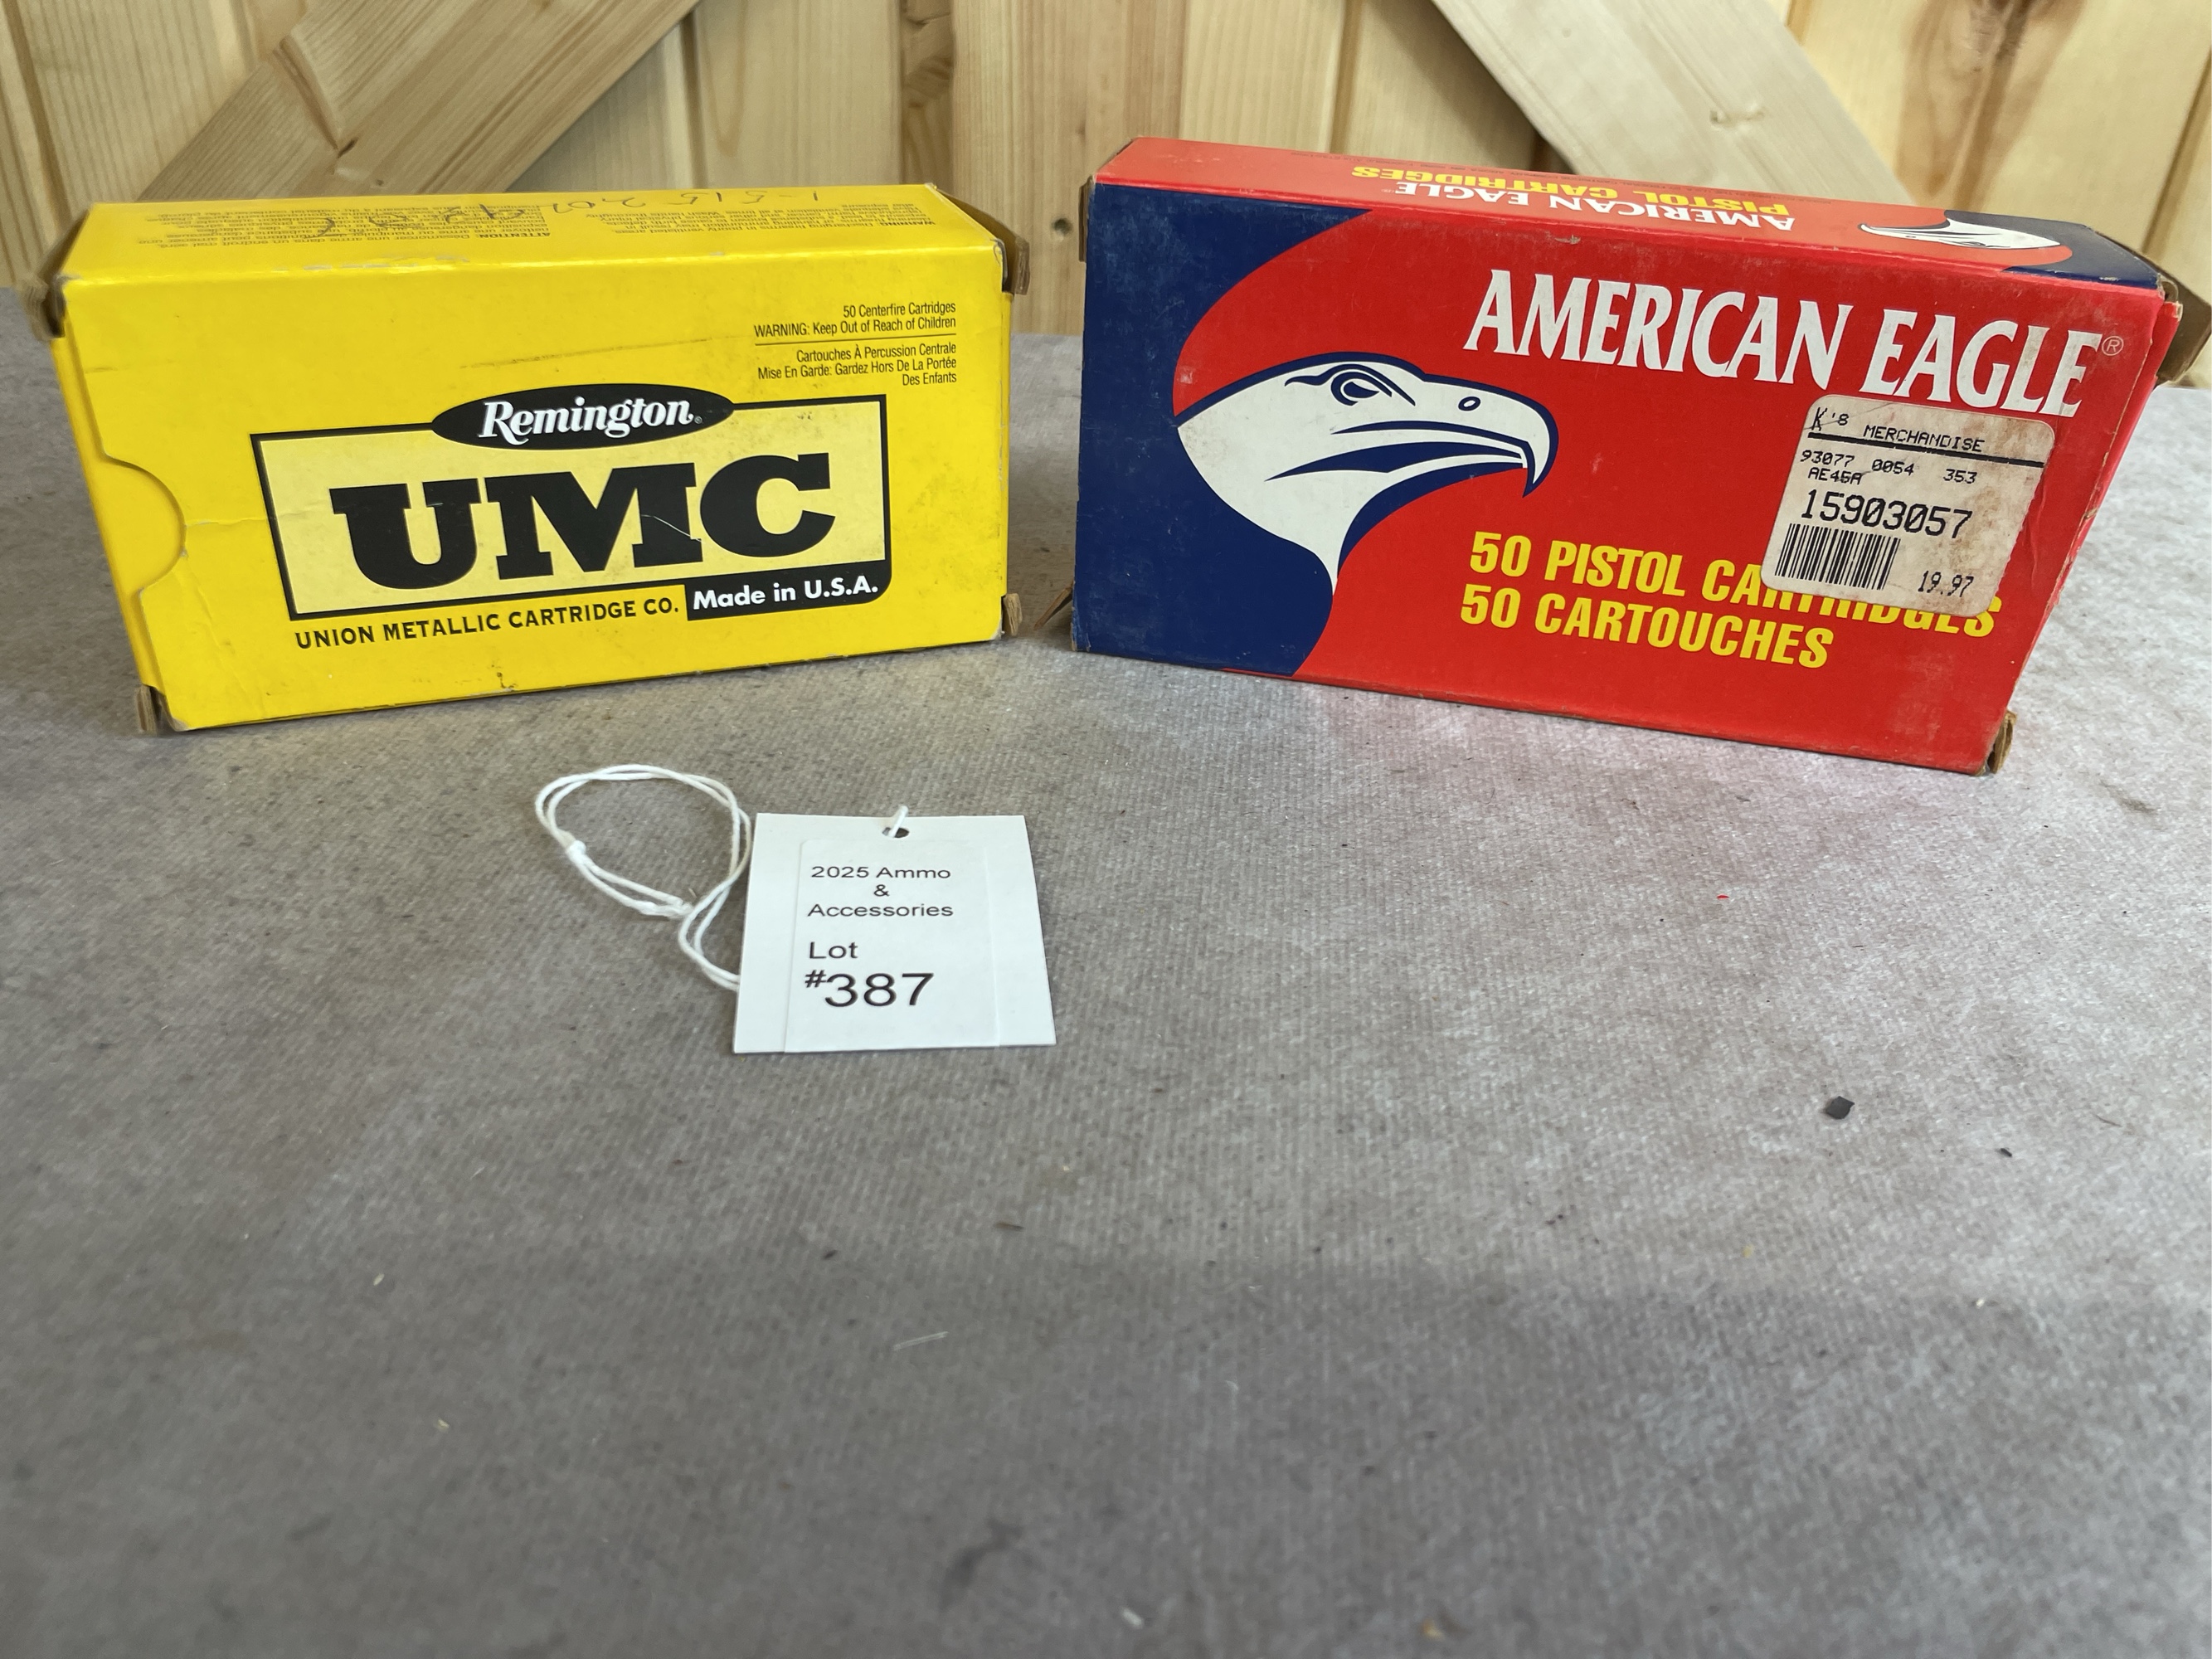 50 Centerfire Cartridges
WARNING: Keep Out of Reach of Children
Cartouches À Percussion Centrale
Mise En Garde: Gardez Hors De La Portée
Des Enfants
Remington®
UMC
Made in U.S.A.
UNION METALLIC CARTRIDGE CO.
AMERICAN EAGLE®
PISTOL CARTRIDGES
AMERICAN EAGLE®
K'S MERCHANDISE
93077 0054 353
AE45A
15903057
19.97
50 PISTOL CARTRIDGES
50 CARTOUCHES
2025 Ammo
&
Accessories
Lot
#387